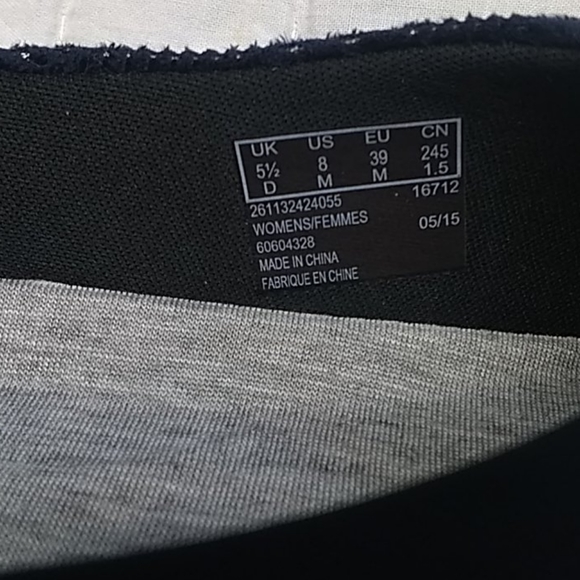 UK US EU CN
5½ 8 39 245
D M M 1.5
261132424055 16712
WOMENS/FEMMES 05/15
60604328
MADE IN CHINA
FABRIQUE EN CHINE